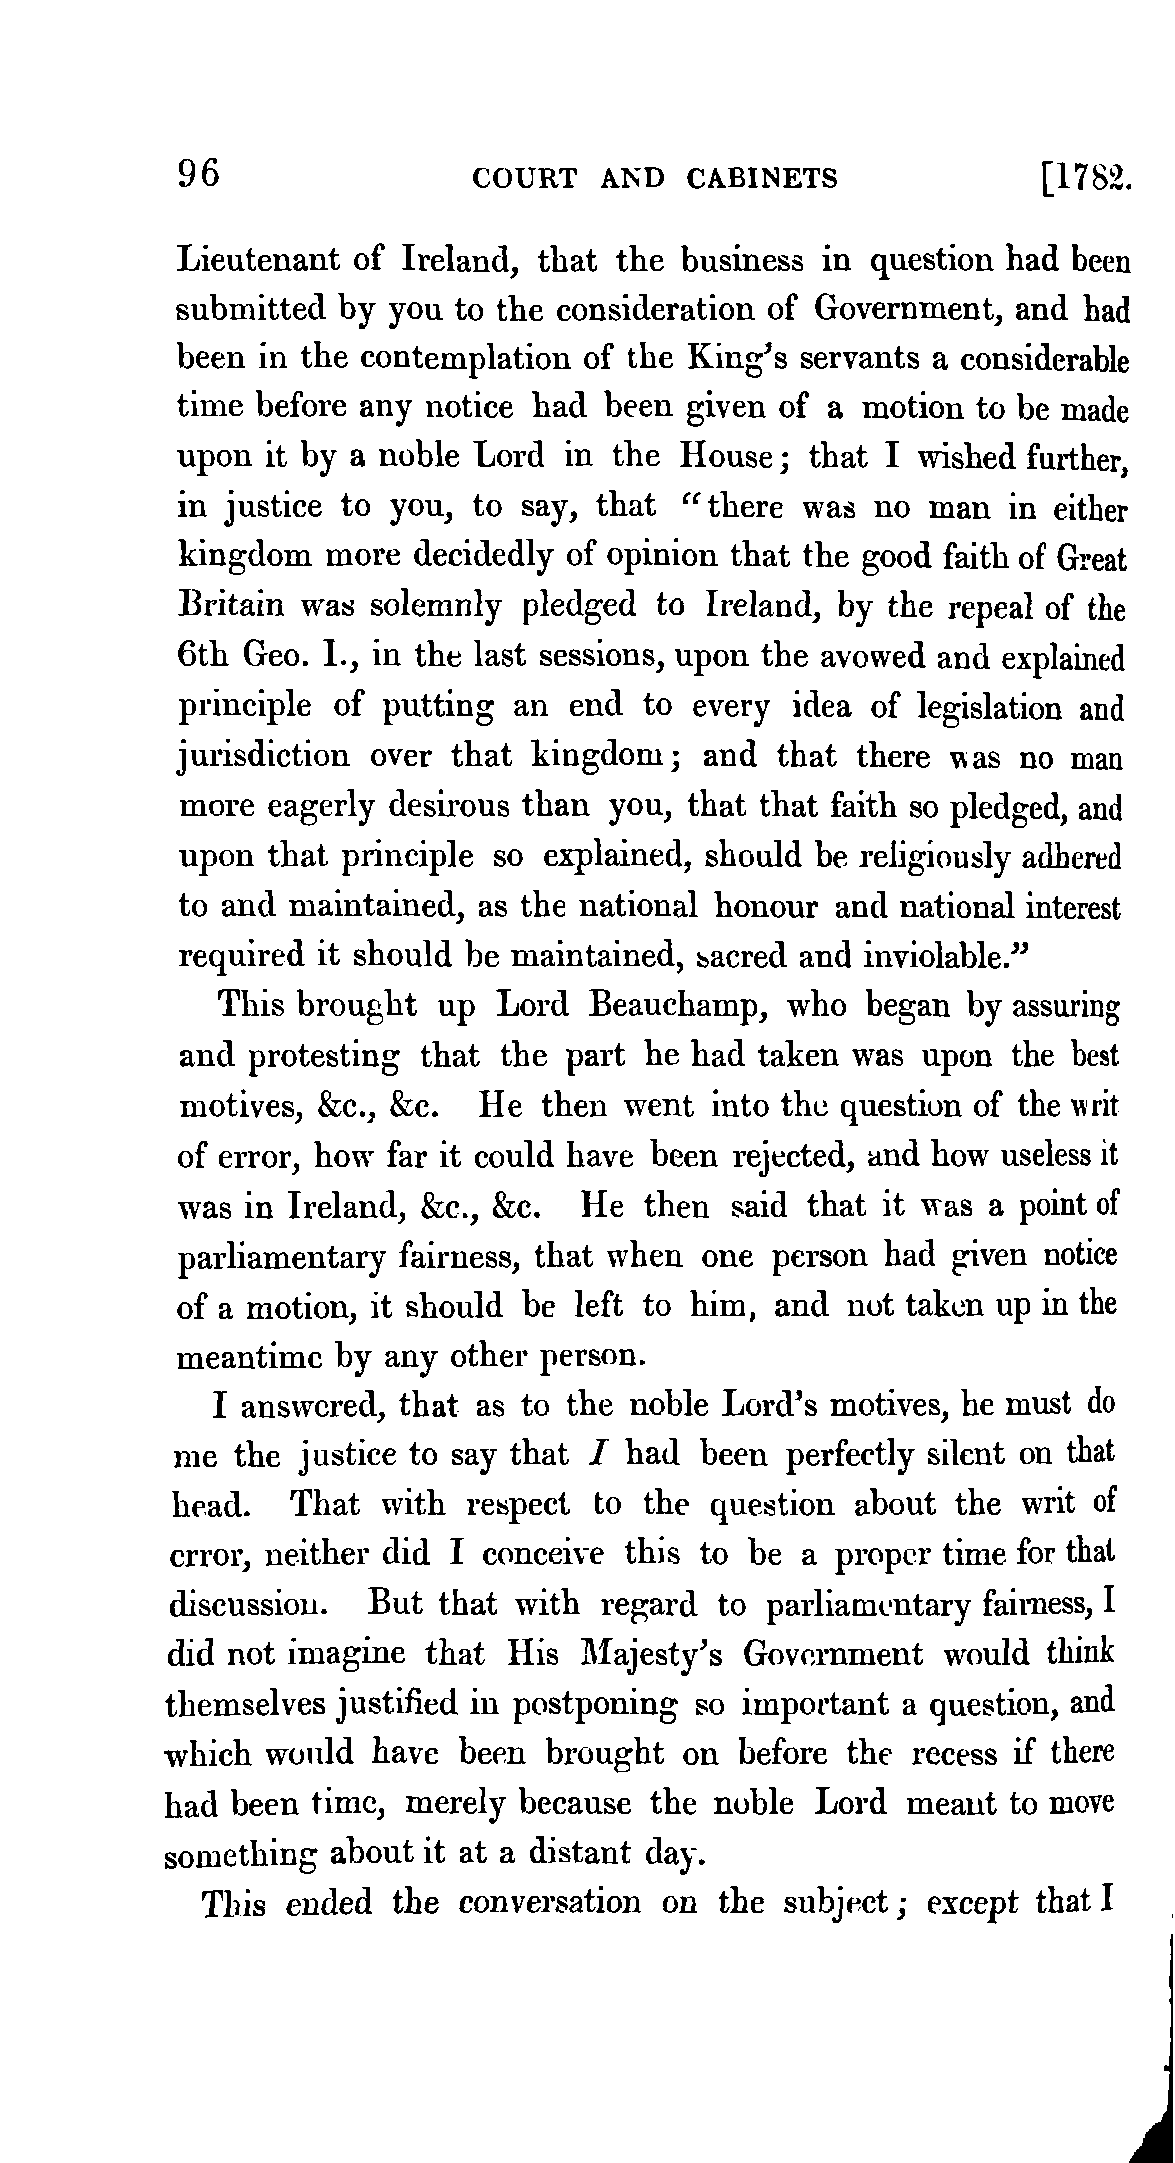 96 COURT AND CABINETS [1782.
Lieutenant of Ireland, that the business in question had been
submitted by you to the consideration of Government, and had
been in the contemplation of the King's servants a considerable
time before any notice had been given of a motion to be made
upon it by a noble Lord in the House; that I wished further,
in justice to you, to say, that "there was no man in either
kingdom more decidedly of opinion that the good faith of Great
Britain was solemnly pledged to Ireland, by the repeal of the
6th Geo. I., in the last sessions, upon the avowed and explained
principle of putting an end to every idea of legislation and
jurisdiction over that kingdom; and that there was no man
more eagerly desirous than you, that that faith so pledged, and
upon that principle so explained, should be religiously adhered
to and maintained, as the national honour and national interest
required it should be maintained, sacred and inviolable."
This brought up Lord Beauchamp, who began by assuring
and protesting that the part he had taken was upon the best
motives, &c., &c. He then went into the question of the writ
of error, how far it could have been rejected, and how useless it
was in Ireland, &c., &c. He then said that it was a point of
parliamentary fairness, that when one person had given notice
of a motion, it should be left to him, and not taken up in the
meantime by any other person.
I answered, that as to the noble Lord's motives, he must do
me the justice to say that I had been perfectly silent on that
head. That with respect to the question about the writ of
error, neither did I conceive this to be a proper time for that
discussion. But that with regard to parliamentary fairness, I
did not imagine that His Majesty's Government would think
themselves justified in postponing so important a question, and
which would have been brought on before the recess if there
had been time, merely because the noble Lord meant to move
something about it at a distant day.
This ended the conversation on the subject; except that I